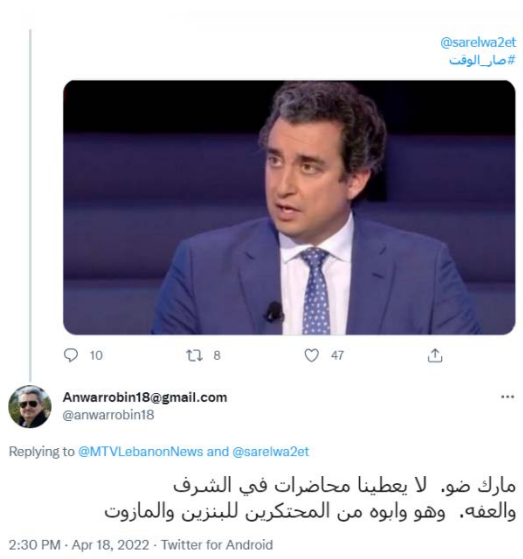 @sarelwa2et
#صار_الوقت
10 8 47
Anwarrobin18@gmail.com
@anwarrobin18
Replying to @MTVLebanonNews and @sarelwa2et
مارك ضو. لا يعطينا محاضرات في الشرف
والعفه. وهو وابوه من المحتكرين للبنزين والمازوت
2:30 PM · Apr 18, 2022 · Twitter for Android